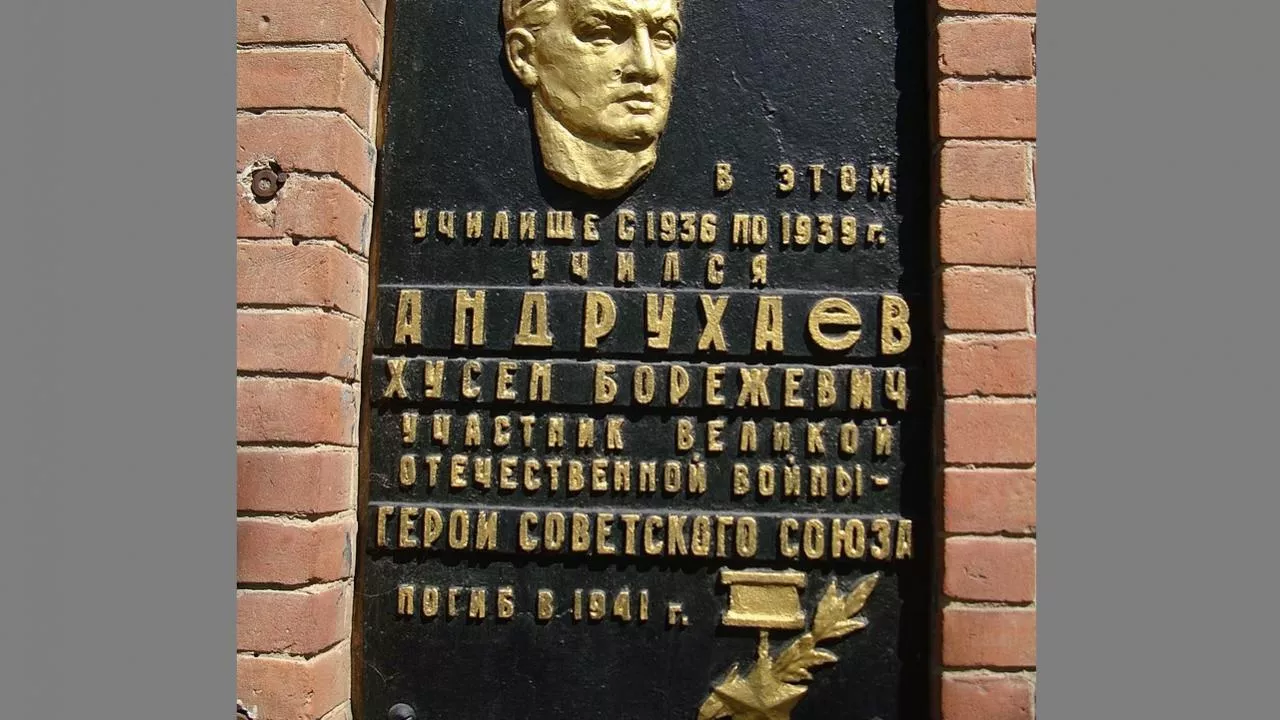 В ЭТОМ
УЧИЛИЩЕ С 1936 ПО 1939 г.
УЧИЛСЯ
АНДРУХАеВ
ХУСЕН БОРЕЖЕВИЧ
УЧАСТНИК ВЕЛИКОЙ
ОТЕЧЕСТВЕННОЙ ВОЙНЫ-
ГЕРОЙ СОВЕТСКОГО СОЮЗА
ПОГИБ В 1941 г.